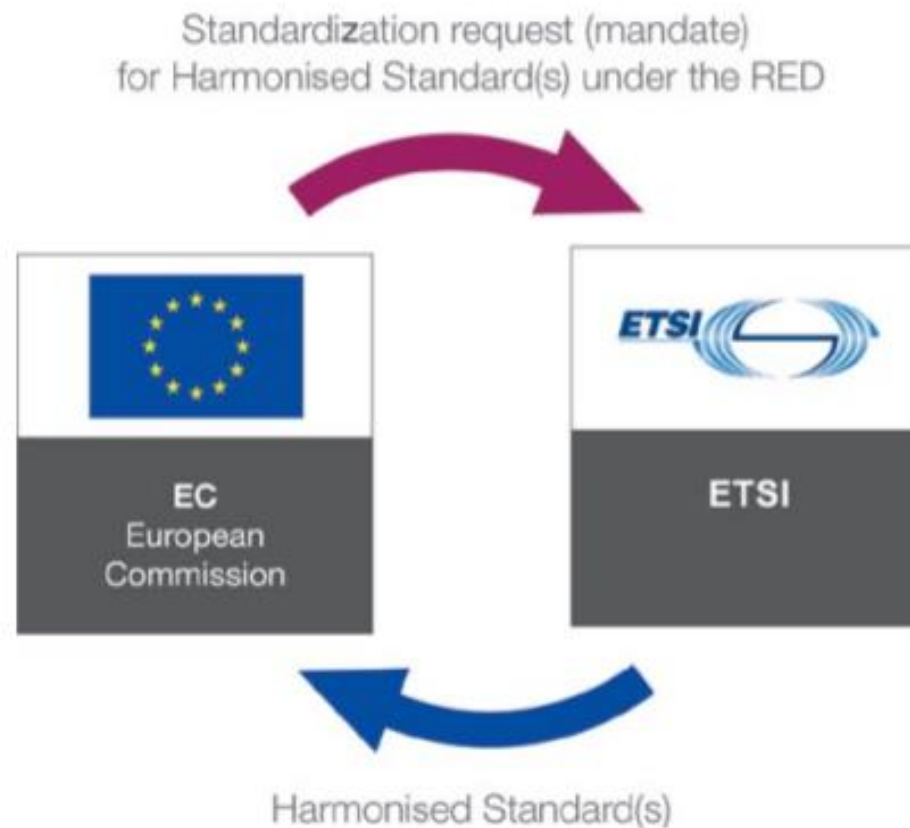 Standardization request (mandate)
for Harmonised Standard(s) under the RED
ETSI
EC
European
Commission
ETSI
Harmonised Standard(s)